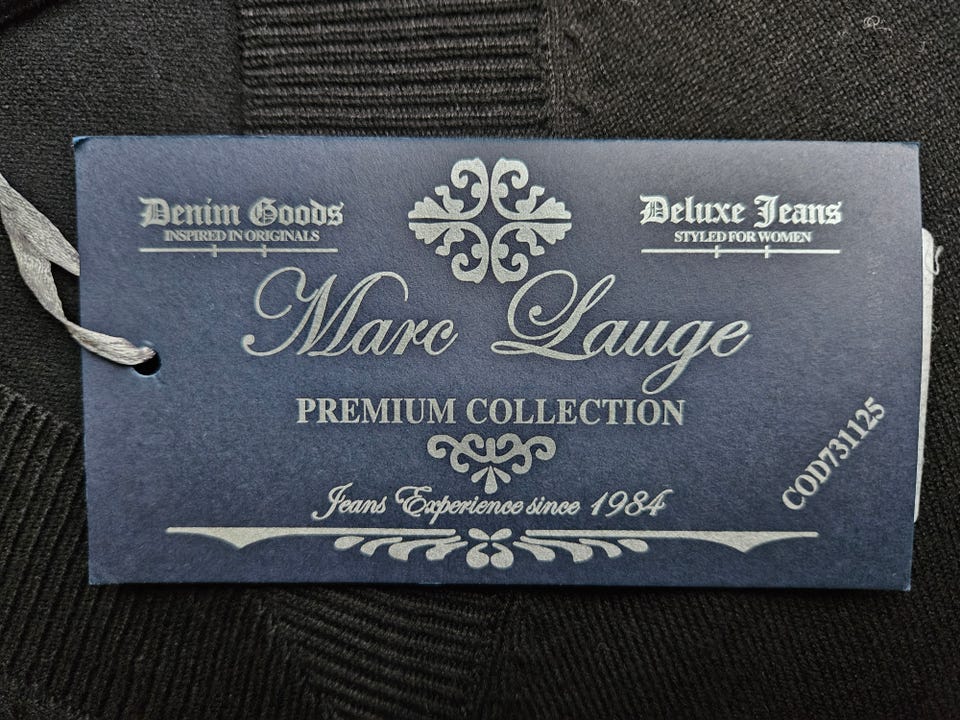 Denim Goods
INSPIRED IN ORIGINALS
Deluxe Jeans
STYLED FOR WOMEN
Marc Lauge
PREMIUM COLLECTION
Jeans Experience since 1984
COD731125